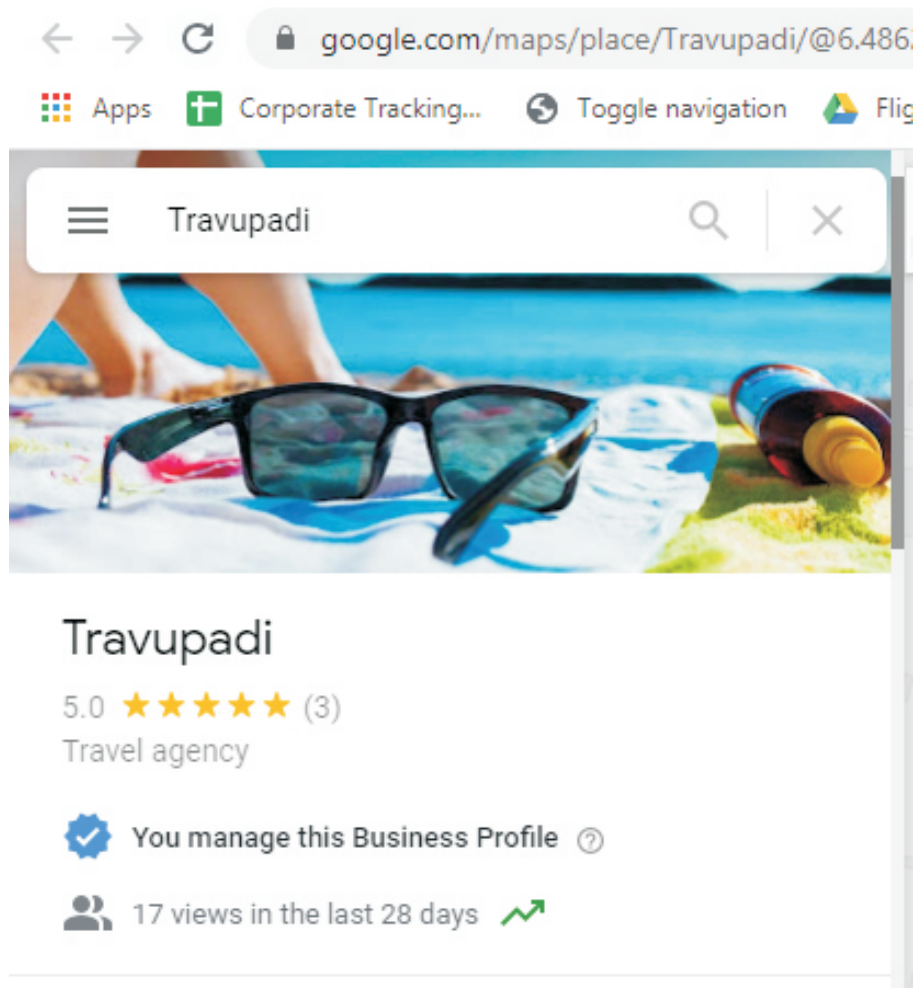 google.com/maps/place/Travupadi/@6.486
Apps Corporate Tracking... Toggle navigation
Travupadi
Travupadi
5.0 (3)
Travel agency
You manage this Business Profile
17 views in the last 28 days